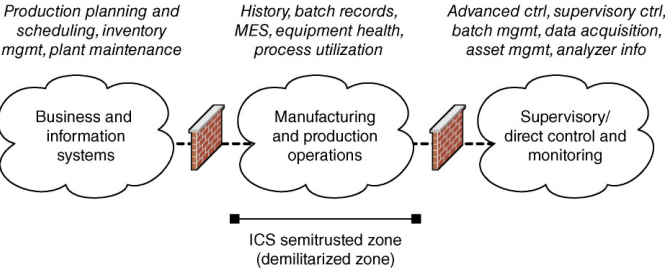 Production planning and
scheduling, inventory
mgmt, plant maintenance
History, batch records,
MES, equipment health,
process utilization
Advanced ctrl, supervisory ctrl,
batch mgmt, data acquisition,
asset mgmt, analyzer info
Business and
information
systems
Manufacturing
and production
operations
Supervisory/
direct control and
monitoring
ICS semitrusted zone
(demilitarized zone)